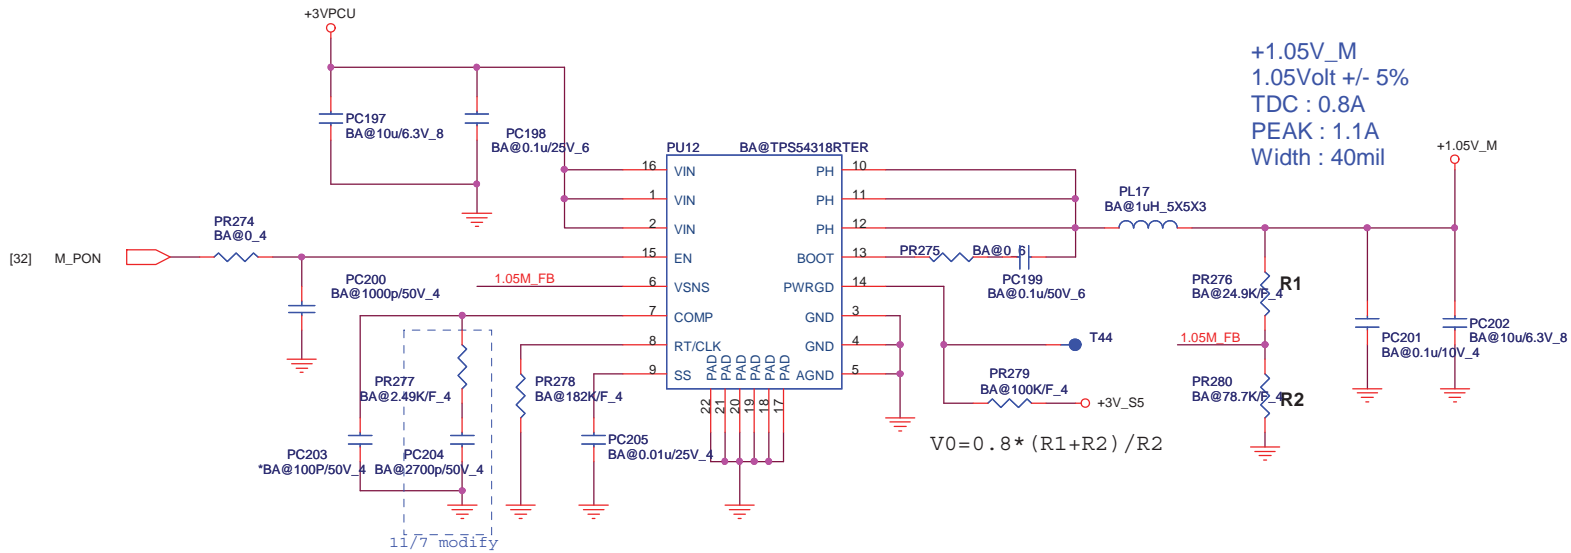 +3VPCU
+1.05V_M
1.05Volt +/- 5%
TDC : 0.8A
PEAK : 1.1A
Width : 40mil
+1.05V_M
PC197
BA@10u/6.3V_8
PC198
BA@0.1u/25V_6
PU12
BA@TPS54318RTER
16 VIN
1 VIN
2 VIN
15 EN
6 VSNS
7 COMP
8 RT/CLK
9 SS
PH 10
PH 11
PH 12
BOOT 13
PWRGD 14
GND 3
GND 4
AGND 5
PAD PAD PAD PAD PAD PAD
22 21 20 19 18 17
PL17
BA@1uH_5X5X3
PR274
BA@0_4
[32] M_PON
PC200
BA@1000p/50V_4
1.05M_FB
PR275 BA@0_6
PC199
BA@0.1u/50V_6
PR276
BA@24.9K/F_4
R1
1.05M_FB
PC201
BA@0.1u/10V_4
PC202
BA@10u/6.3V_8
T44
PR277
BA@2.49K/F_4
PR278
BA@182K/F_4
PR279
BA@100K/F_4
+3V_S5
PR280
BA@78.7K/F_4
R2
V0=0.8*(R1+R2)/R2
PC203
*BA@100P/50V_4
PC204
BA@2700p/50V_4
PC205
BA@0.01u/25V_4
11/7 modify